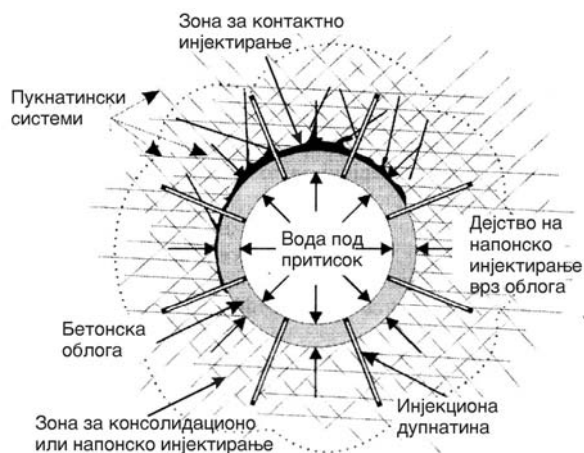 Зона за контактно
инјектирање
Пукнатински
системи
Вода под
притисок
Дејство на
напонско
инјектирање
врз облога
Бетонска
облога
Инјекциона
дупнатина
Зона за консолидационо
или напонско инјектирање